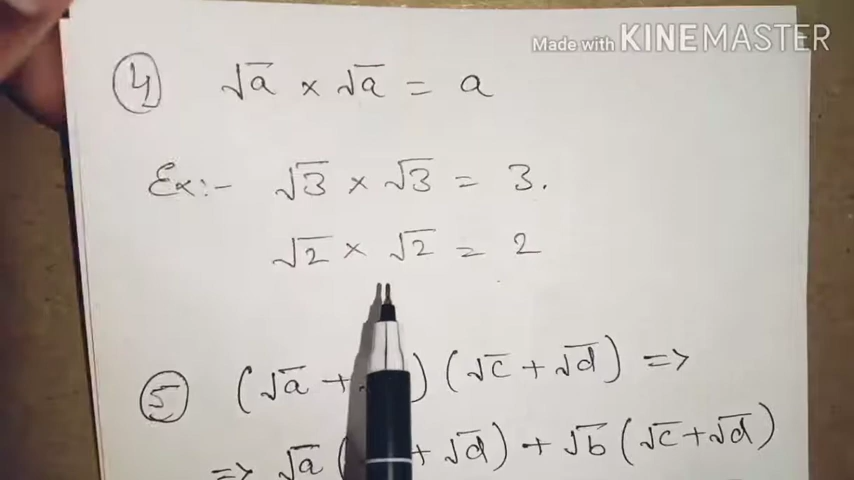 Made with KINEMASTER
④ √a × √a = a
Ex:- √3 × √3 = 3.
√2 × √2 = 2
⑤ (√a + ) (√c + √d) =>
=> √a ( + √d) + √b (√c + √d)